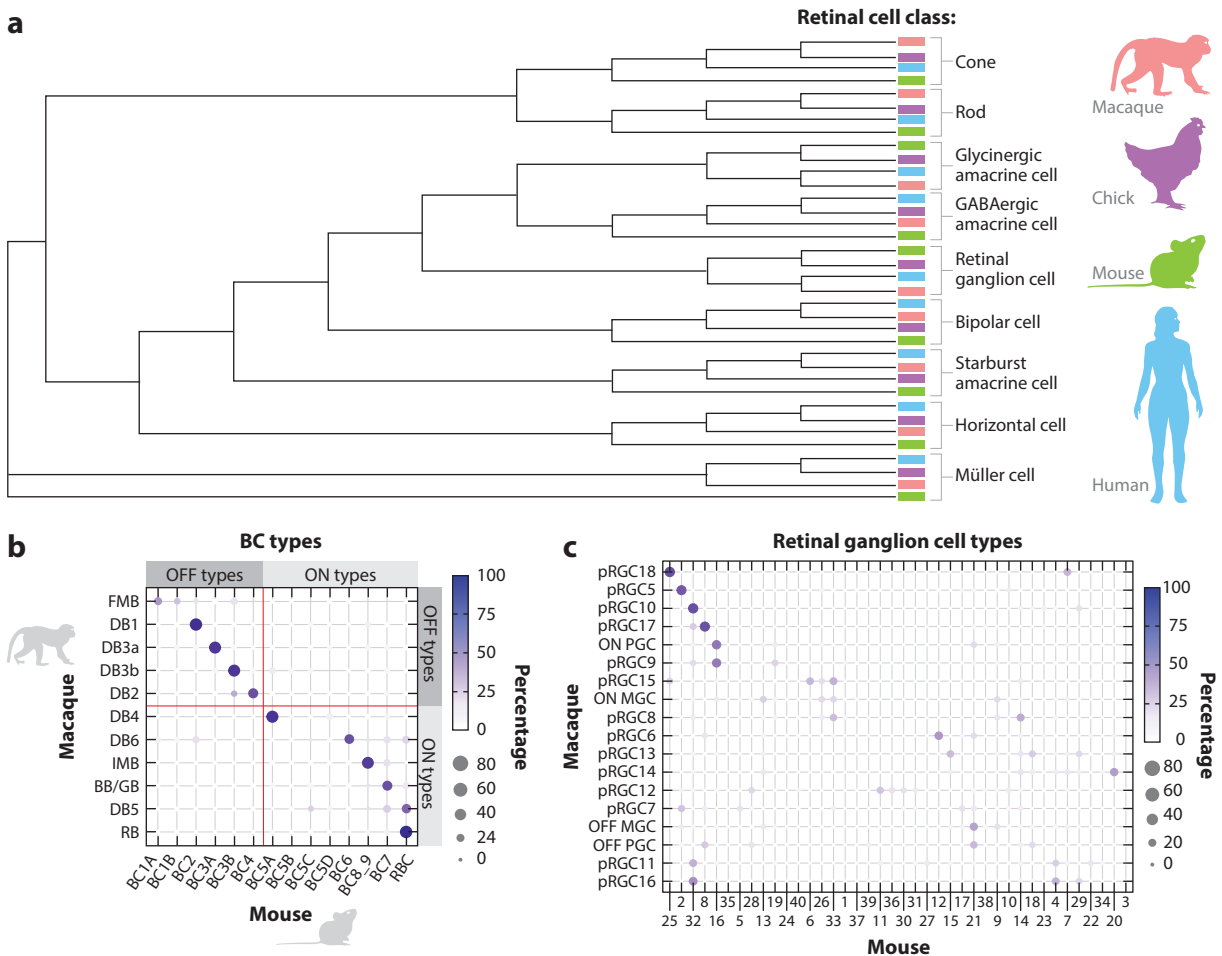 a
Retinal cell class:
Cone
Rod
Glycinergic
amacrine cell
GABAergic
amacrine cell
Retinal
ganglion cell
Bipolar cell
Starburst
amacrine cell
Horizontal cell
Müller cell
Macaque
Chick
Mouse
Human
b
BC types
OFF types
ON types
FMB
DB1
DB3a
DB3b
DB2
DB4
DB6
IMB
BB/GB
DB5
RB
OFF types
ON types
Macaque
BC1A
BC1B
BC2
BC3A
BC3B
BC4
BC5A
BC5B
BC5C
BC5D
BC6
BC8_9
BC7
RBC
Mouse
100
75
50
25
0
Percentage
80
60
40
24
0
c
Retinal ganglion cell types
pRGC18
pRGC5
pRGC10
pRGC17
ON PGC
pRGC9
pRGC15
ON MGC
pRGC8
pRGC6
pRGC13
pRGC14
pRGC12
pRGC7
OFF MGC
OFF PGC
pRGC11
pRGC16
Macaque
2 8 35 28 19 40 26 1 39 36 31 12 17 38 10 18 4 29 34 3
25 32 16 5 13 24 6 33 37 11 30 27 15 21 9 14 23 7 22 20
Mouse
100
75
50
25
0
Percentage
80
60
40
20
0